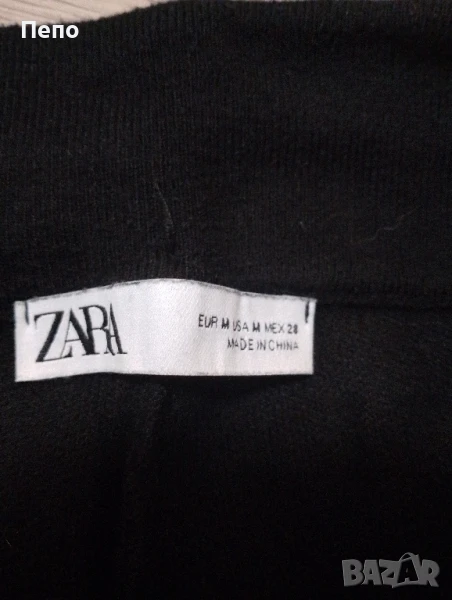 Пепо
ZARA
EUR M USA M MEX 28
MADE IN CHINA
BAZAR